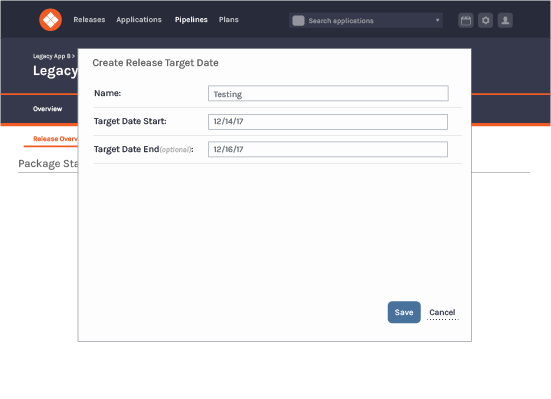 Releases Applications Pipelines Plans Search applications
Legacy App B >
Legacy
Overview
Release Overv
Package Sta
Create Release Target Date
Name: Testing
Target Date Start: 12/14/17
Target Date End(optional): 12/16/17
Save Cancel